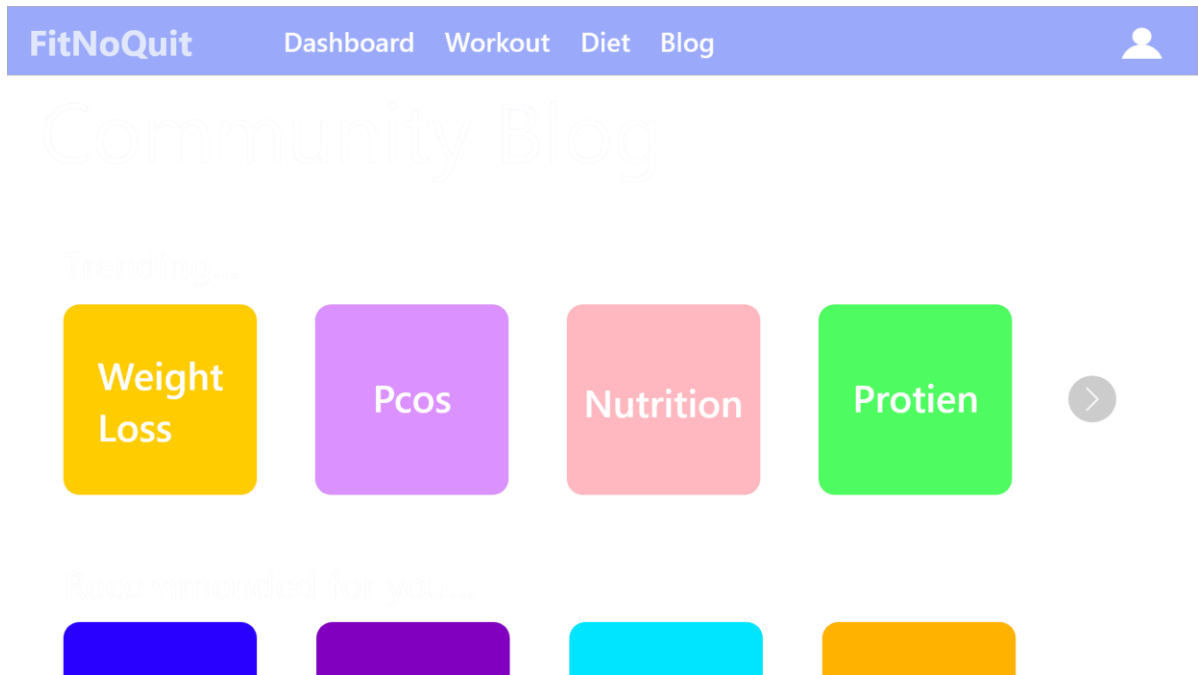 FitNoQuit Dashboard Workout Diet Blog
Community Blog
Trending...
Weight
Loss
Pcos
Nutrition
Protien
Recommended for you...